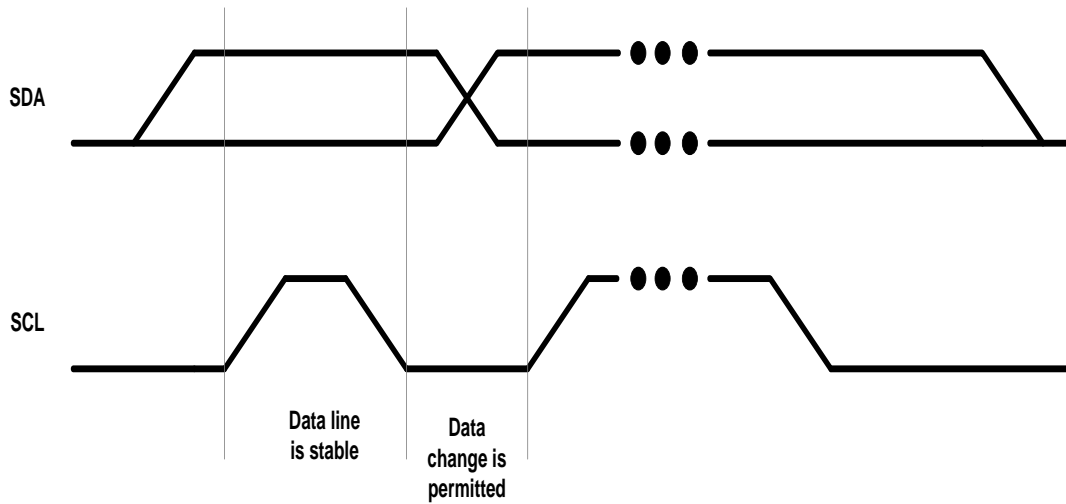 SDA
SCL
Data line
is stable
Data
change is
permitted